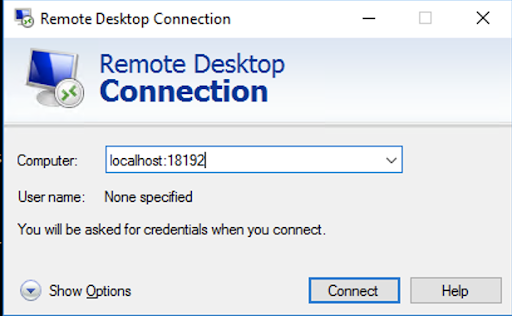 Remote Desktop Connection
Remote Desktop
Connection
Computer: localhost:18192
User name: None specified
You will be asked for credentials when you connect.
Show Options Connect Help